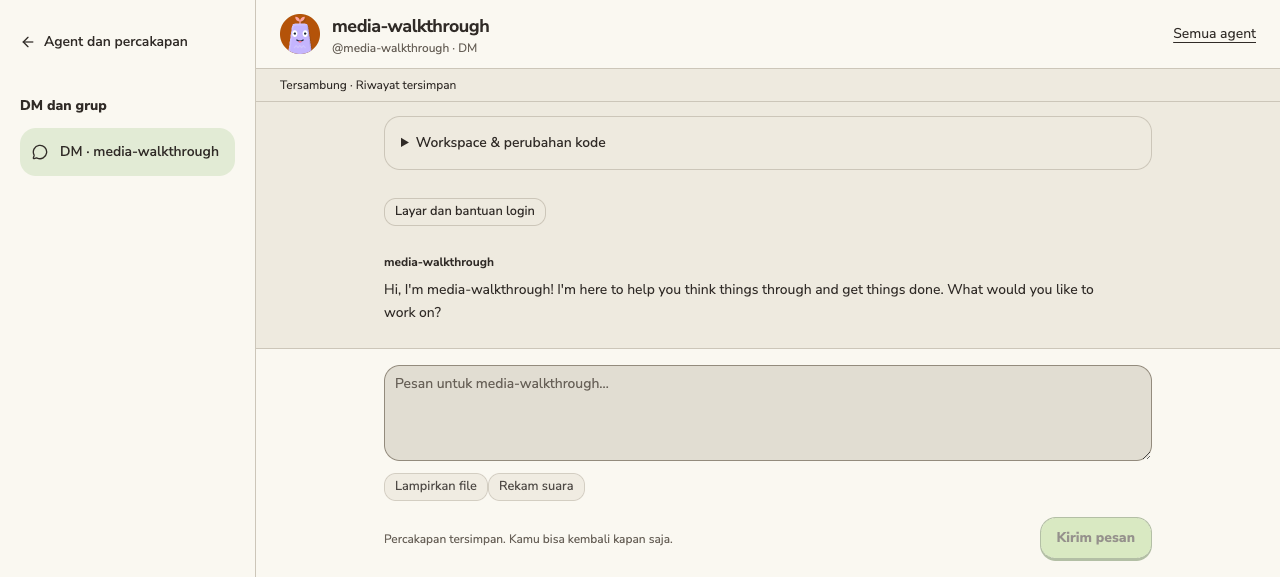 Agent dan percakapan
DM dan grup
DM · media-walkthrough
media-walkthrough
@media-walkthrough · DM
Semua agent
Tersambung · Riwayat tersimpan
Workspace & perubahan kode
Layar dan bantuan login
media-walkthrough
Hi, I'm media-walkthrough! I'm here to help you think things through and get things done. What would you like to
work on?
Pesan untuk media-walkthrough...
Lampirkan file
Rekam suara
Percakapan tersimpan. Kamu bisa kembali kapan saja.
Kirim pesan